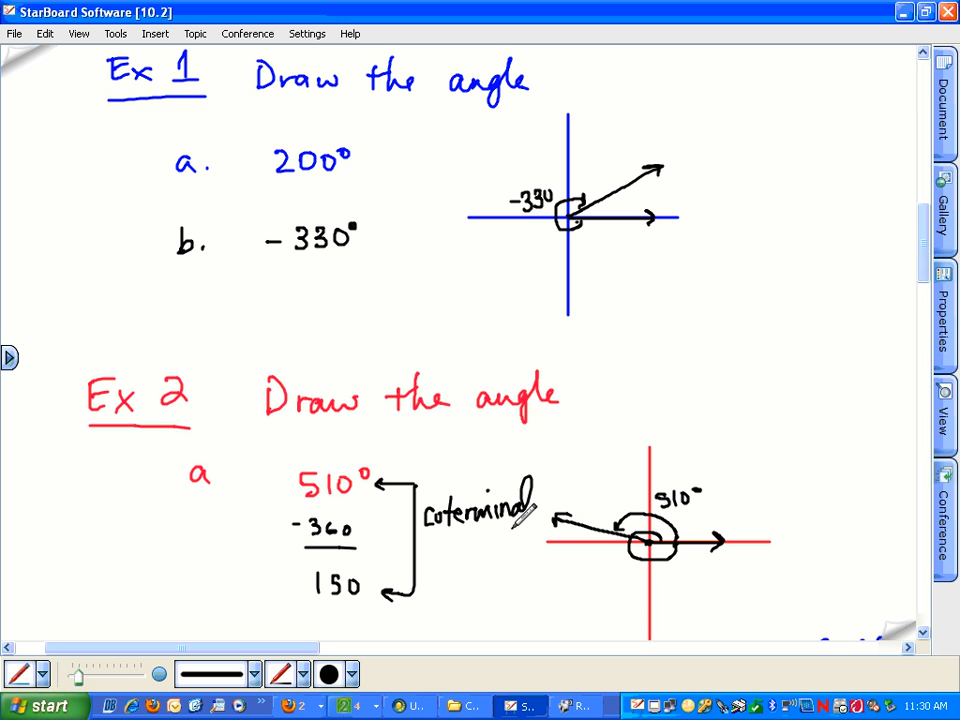 StarBoard Software [10.2]
File Edit View Tools Insert Topic Conference Settings Help
Ex 1 Draw the angle
a. 200°
b. -330°
-330
Ex 2 Draw the angle
a 510°
-360
150
coterminal
510°
Document
Gallery
Properties
View
Conference
start
2
4
U...
C...
S...
R...
11:30 AM